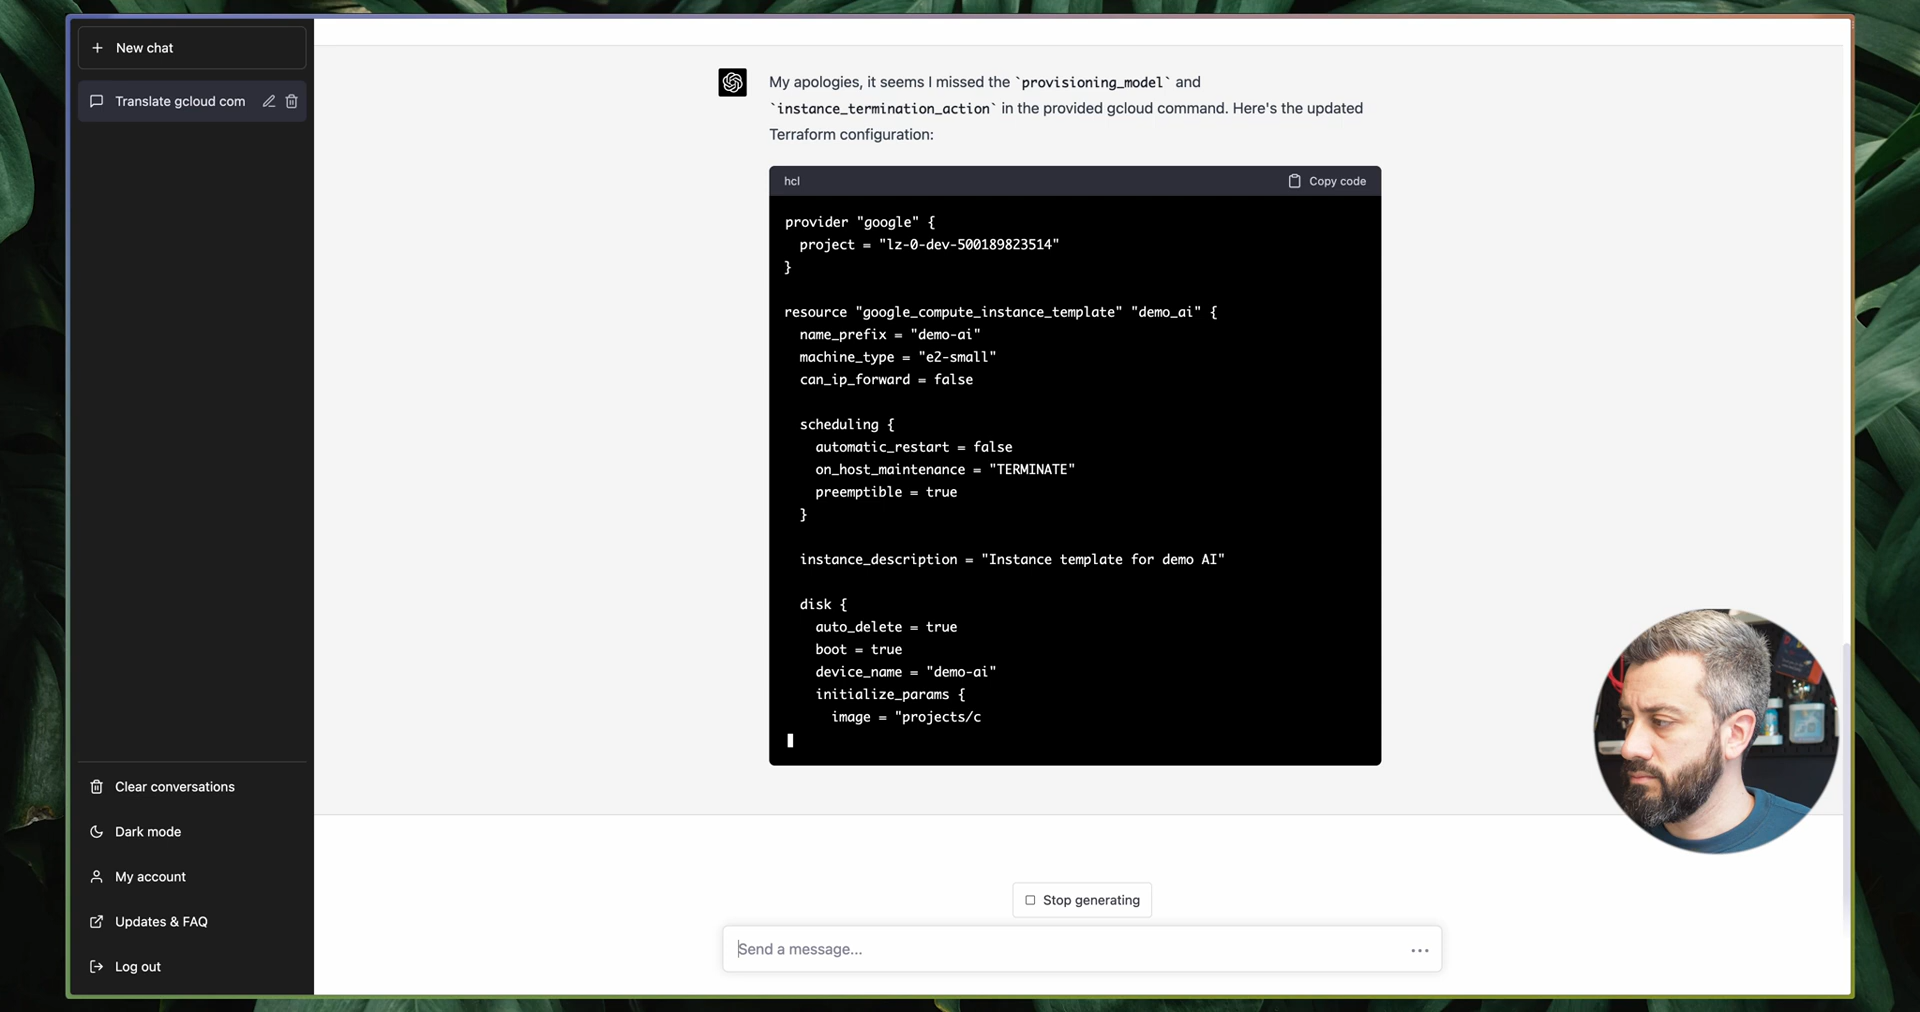 New chat
Translate gcloud com
My apologies, it seems I missed the `provisioning_model` and
`instance_termination_action` in the provided gcloud command. Here's the updated
Terraform configuration:
hcl
Copy code
provider "google" {
project = "lz-0-dev-500189823514"
}
resource "google_compute_instance_template" "demo_ai" {
name_prefix = "demo-ai"
machine_type = "e2-small"
can_ip_forward = false
scheduling {
automatic_restart = false
on_host_maintenance = "TERMINATE"
preemptible = true
}
instance_description = "Instance template for demo AI"
disk {
auto_delete = true
boot = true
device_name = "demo-ai"
initialize_params {
image = "projects/c
Clear conversations
Dark mode
My account
Updates & FAQ
Log out
Stop generating
Send a message...